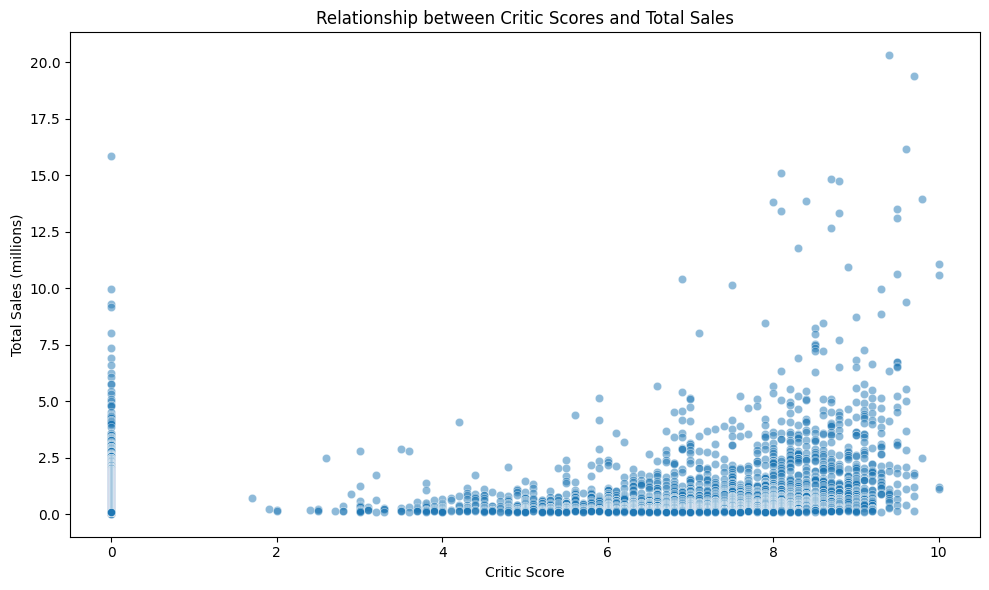 Relationship between Critic Scores and Total Sales
Total Sales (millions)
20.0
17.5
15.0
12.5
10.0
7.5
5.0
2.5
0.0
0 2 4 6 8 10
Critic Score